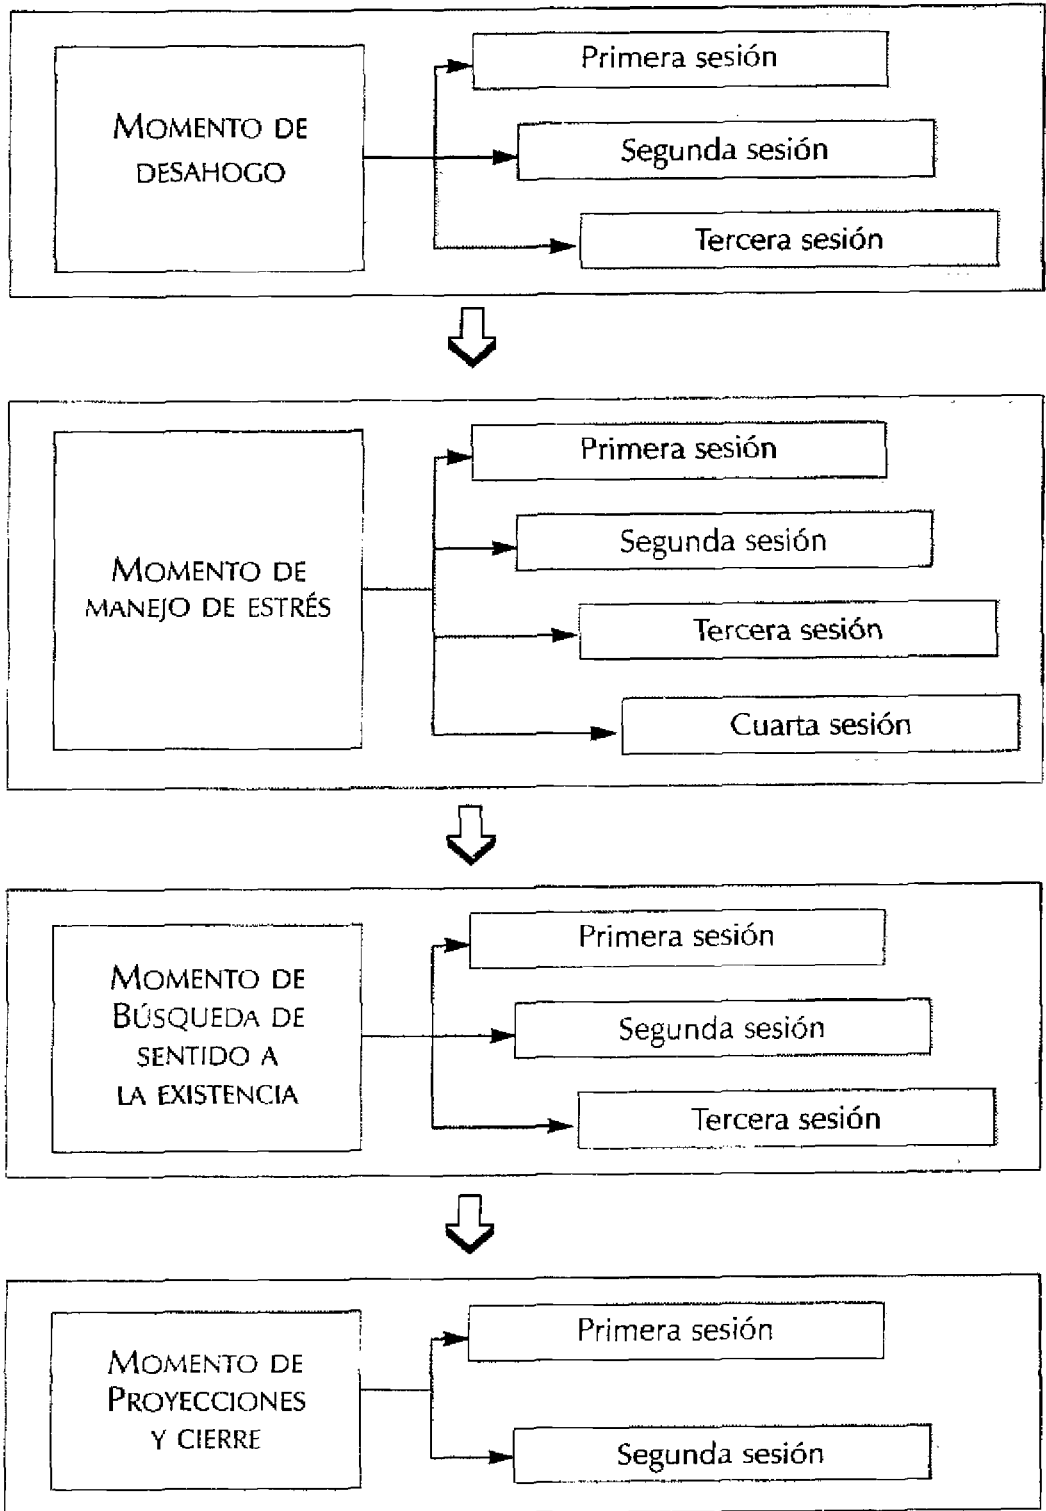 MOMENTO DE
DESAHOGO
Primera sesión
Segunda sesión
Tercera sesión
MOMENTO DE
MANEJO DE ESTRÉS
Primera sesión
Segunda sesión
Tercera sesión
Cuarta sesión
MOMENTO DE
BÚSQUEDA DE
SENTIDO A
LA EXISTENCIA
Primera sesión
Segunda sesión
Tercera sesión
MOMENTO DE
PROYECCIONES
Y CIERRE
Primera sesión
Segunda sesión